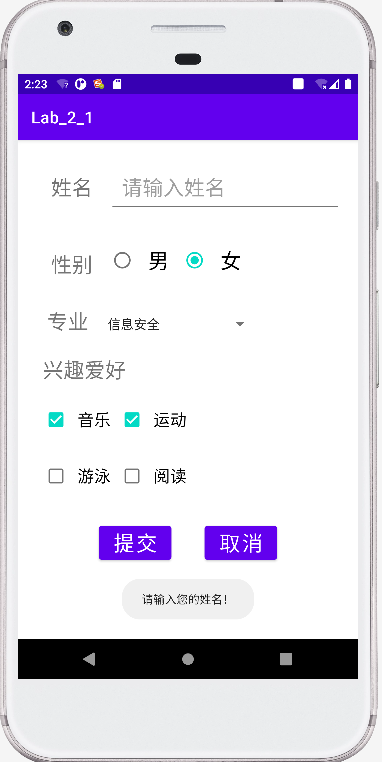 2:23
Lab_2_1
姓名 请输入姓名
性别 男 女
专业 信息安全
兴趣爱好
音乐 运动
游泳 阅读
提交 取消
请输入您的姓名!